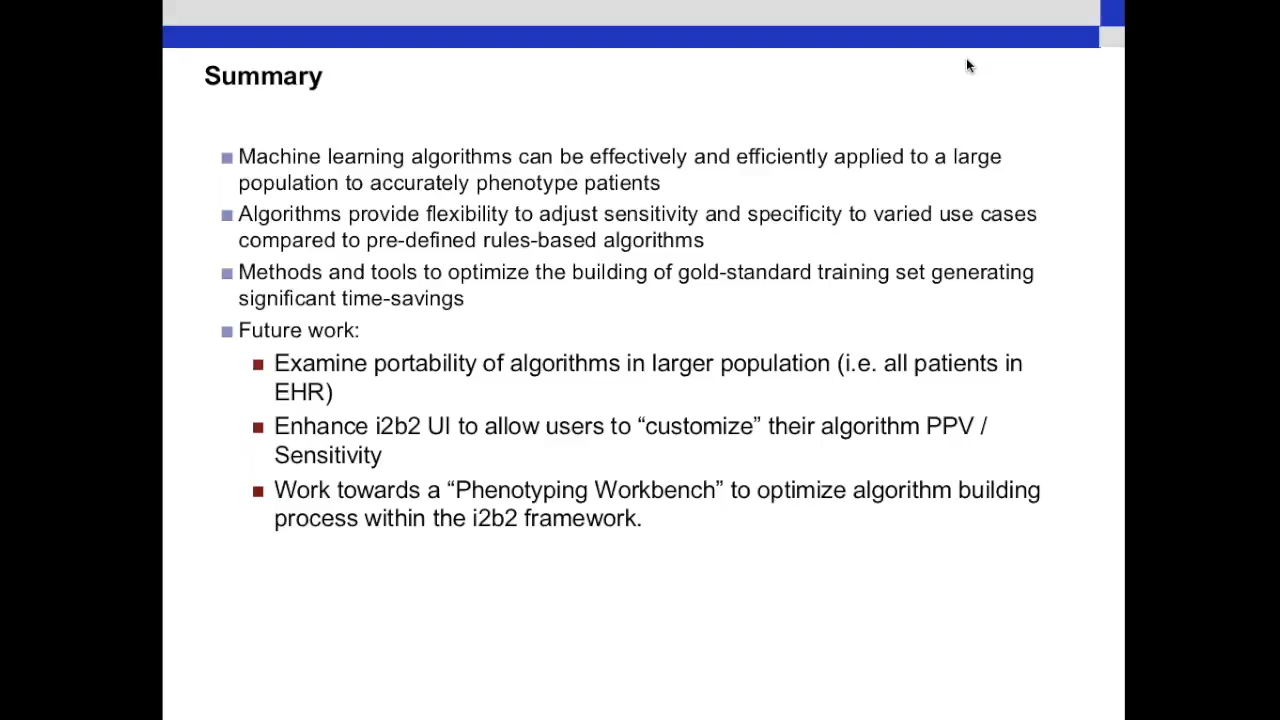 Summary
Machine learning algorithms can be effectively and efficiently applied to a large
population to accurately phenotype patients
Algorithms provide flexibility to adjust sensitivity and specificity to varied use cases
compared to pre-defined rules-based algorithms
Methods and tools to optimize the building of gold-standard training set generating
significant time-savings
Future work:
Examine portability of algorithms in larger population (i.e. all patients in
EHR)
Enhance i2b2 UI to allow users to “customize” their algorithm PPV /
Sensitivity
Work towards a “Phenotyping Workbench” to optimize algorithm building
process within the i2b2 framework.